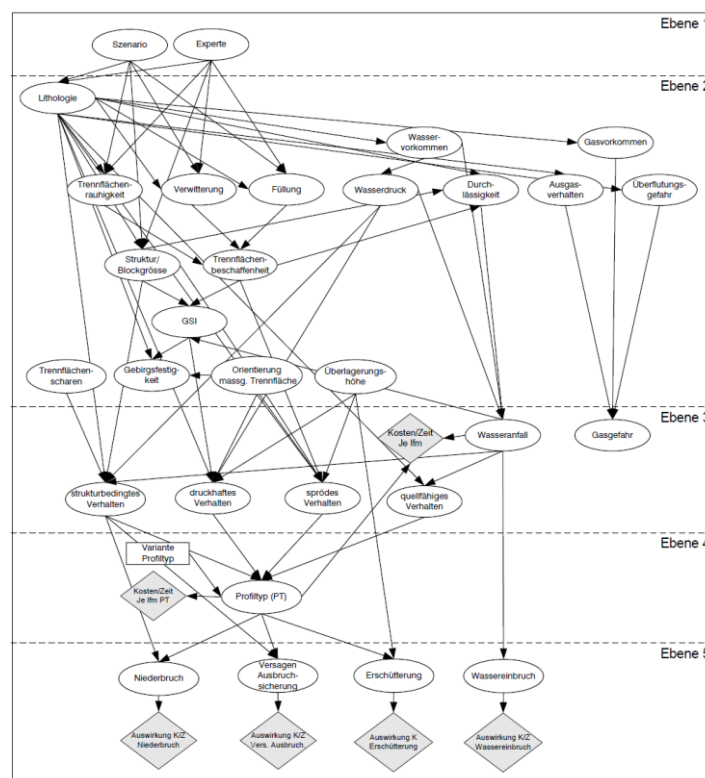 Ebene 1
Szenario
Experte
Ebene 2
Lithologie
Wasser-
vorkommen
Gasvorkommen
Trennflächen-
rauhigkeit
Verwitterung
Füllung
Wasserdruck
Durch-
lässigkeit
Ausgas-
verhalten
Überflutungs-
gefahr
Struktur/
Blockgrösse
Trennflächen-
beschaffenheit
GSI
Trennflächen-
scharen
Gebirgsfestig-
keit
Orientierung
massg. Trennfläche
Überlagerungs-
höhe
Ebene 3
Kosten/Zeit
Je lfm
Wasseranfall
Gasgefahr
strukturbedingtes
Verhalten
druckhaftes
Verhalten
sprödes
Verhalten
quellfähiges
Verhalten
Ebene 4
Variante
Profiltyp
Kosten/Zeit
Je lfm PT
Profiltyp (PT)
Ebene 5
Niederbruch
Versagen
Ausbruch-
sicherung
Erschütterung
Wassereinbruch
Auswirkung K/Z
Niederbruch
Auswirkung K/Z
Vers. Ausbruch,
Auswirkung K
Erschütterung
Auswirkung K/Z
Wassereinbruch